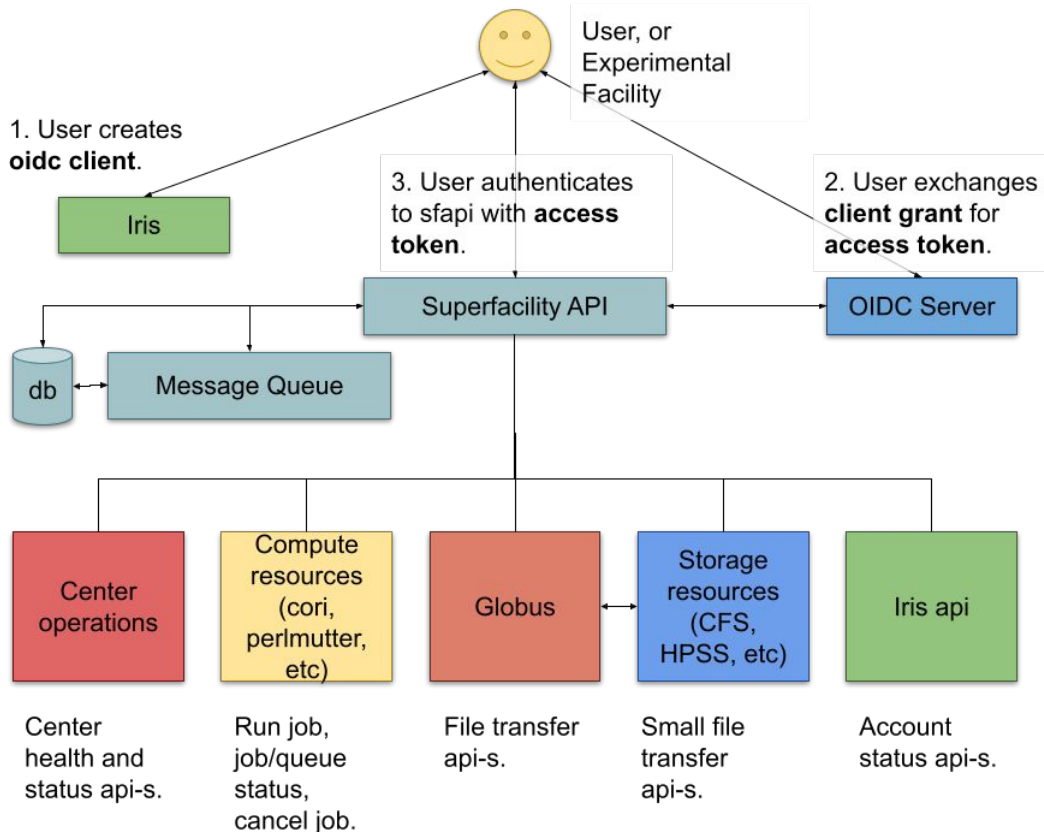 User, or
Experimental
Facility
1. User creates
oidc client.
3. User authenticates
to sfapi with access
token.
2. User exchanges
client grant for
access token.
Iris
Superfacility API
OIDC Server
db
Message Queue
Center
operations
Compute
resources
(cori,
perlmutter,
etc)
Globus
Storage
resources
(CFS,
HPSS, etc)
Iris api
Center
health and
status api-s.
Run job,
job/queue
status,
cancel job.
File transfer
api-s.
Small file
transfer
api-s.
Account
status api-s.